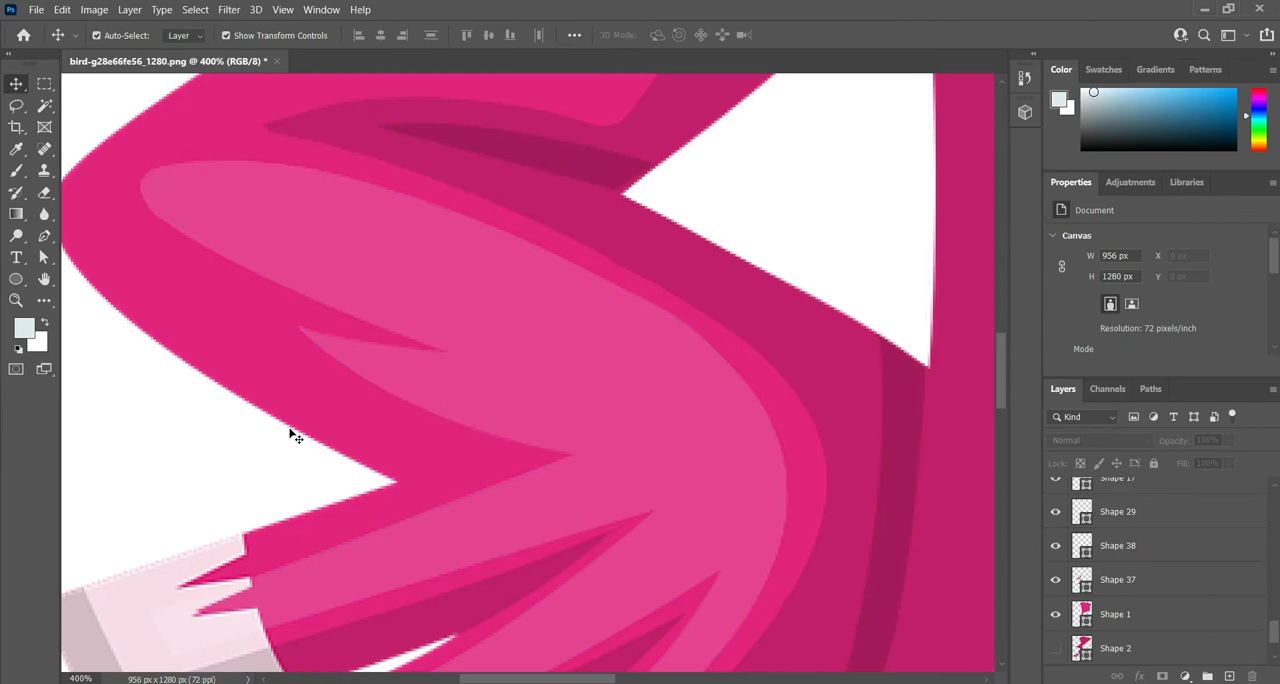 Ps File Edit Image Layer Type Select Filter 3D View Window Help
Auto-Select: Layer Show Transform Controls 3D Mode:
bird-g28e66fe56_1280.png @ 400% (RGB/8) *
Color Swatches Gradients Patterns
Properties Adjustments Libraries
Document
Canvas
W 956 px X 0 px
H 1280 px Y 0 px
Resolution: 72 pixels/inch
Mode
Layers Channels Paths
Kind
Normal Opacity: 100%
Lock: Fill: 100%
Shape 17
Shape 29
Shape 38
Shape 37
Shape 1
Shape 2
400% 956 px x 1280 px (72 ppi)